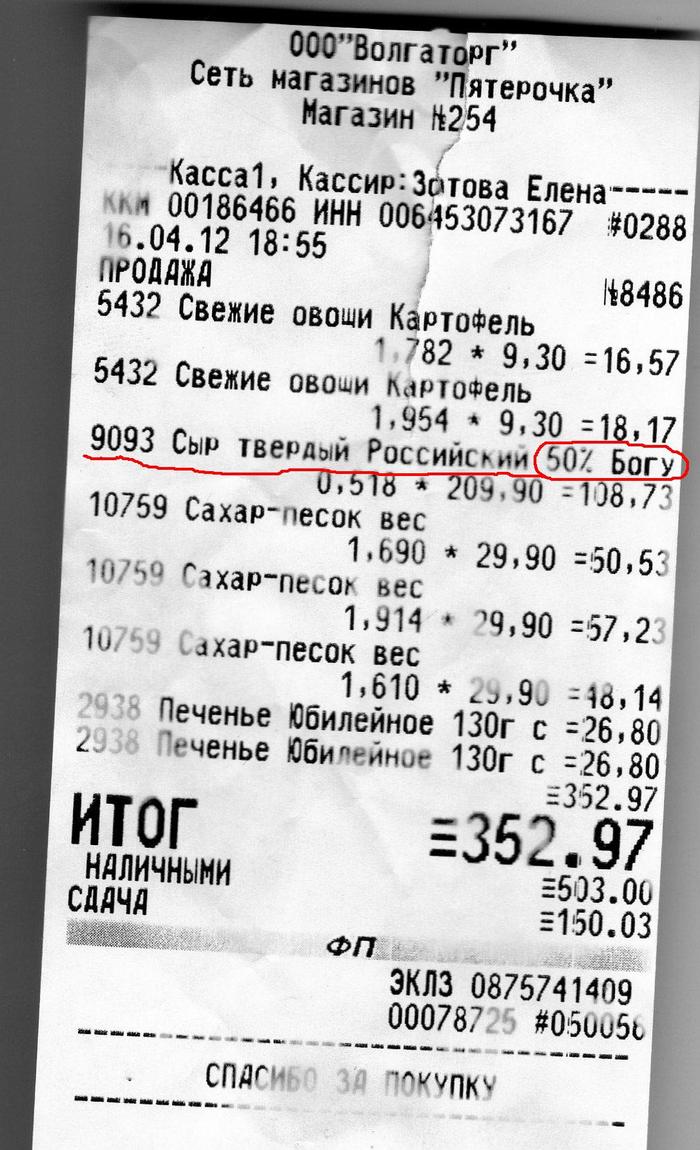 ООО"Волгаторг"
Сеть магазинов "Пятерочка"
Магазин №254
Касса1, Кассир:Зотова Елена-----
ККМ 00186466 ИНН 006453073167 #0288
16.04.12 18:55
ПРОДАЖА №8486
5432 Свежие овощи Картофель
1,782 * 9,30 =16,57
5432 Свежие овощи Картофель
1,954 * 9,30 =18,17
9093 Сыр твердый Российский 50% Богу
0,518 * 209,90 =108,73
10759 Сахар-песок вес
1,690 * 29,90 =50,53
10759 Сахар-песок вес
1,914 * 29,90 =57,23
10759 Сахар-песок вес
1,610 * 29,90 =48,14
2938 Печенье Юбилейное 130г с =26,80
2938 Печенье Юбилейное 130г с =26,80
≡352.97
ИТОГ ≡352.97
НАЛИЧНЫМИ ≡503.00
СДАЧА ≡150.03
ФП
ЭКЛЗ 0875741409
00078725 #050056
СПАСИБО ЗА ПОКУПКУ